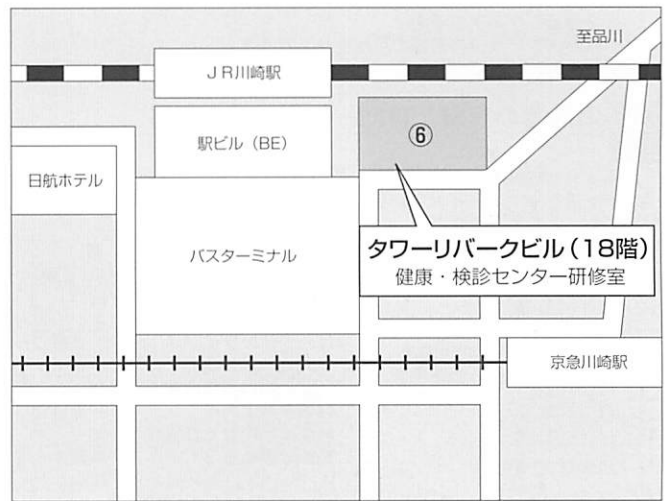 至品川
JR川崎駅
駅ビル（BE）
⑥
日航ホテル
バスターミナル
タワーリバークビル（18階）
健康・検診センター研修室
京急川崎駅